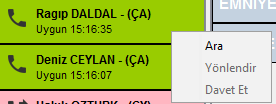 Ragıp DALDAL - (ÇA)
Uygun 15:16:35
EMNİYE
Deniz CEYLAN - (ÇA)
Uygun 15:16:07
Ara
Yönlendir
Davet Et